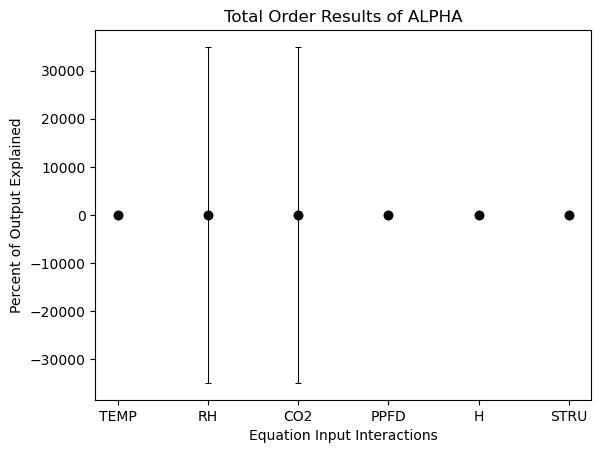 Total Order Results of ALPHA
Percent of Output Explained
30000
20000
10000
0
−10000
−20000
−30000
TEMP RH CO2 PPFD H STRU
Equation Input Interactions